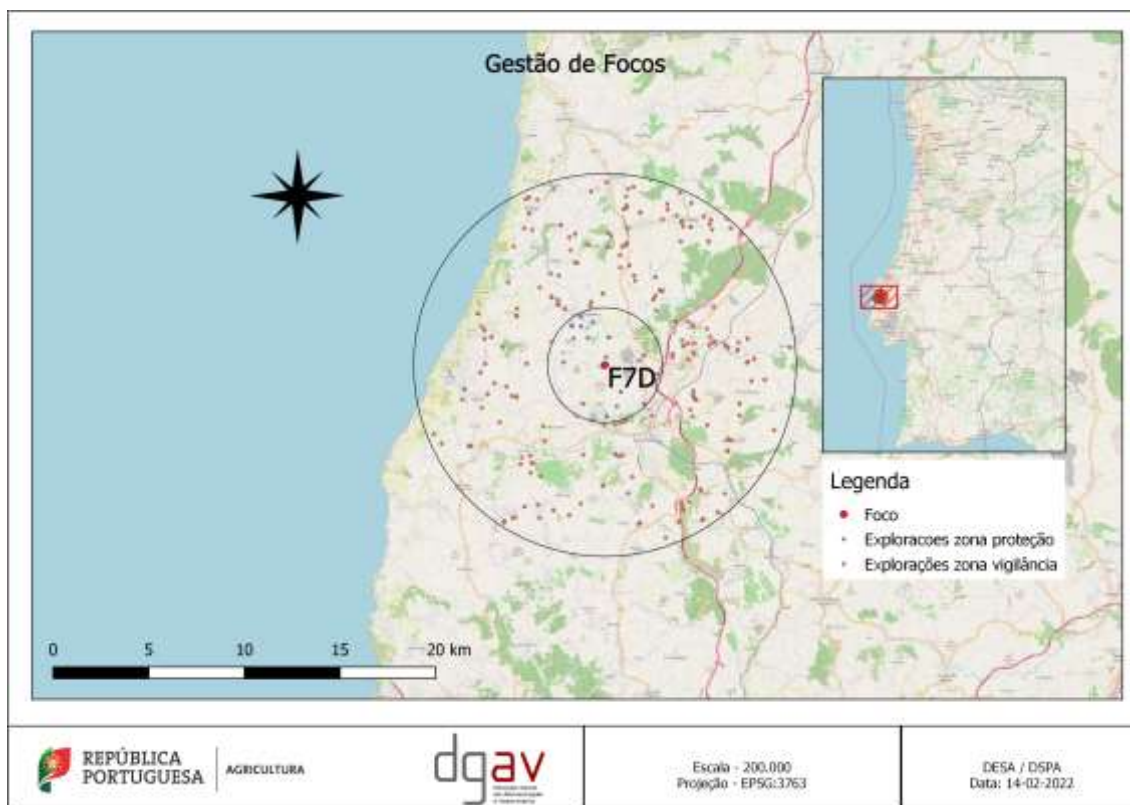 Gestão de Focos
F7D
Legenda
Foco
Exploracoes zona proteção
Explorações zona vigilância
0 5 10 15 20 km
REPÚBLICA
PORTUGUESA
AGRICULTURA
dgav
Escala - 200.000
Projeção - EPSG:3763
DESA / DSPA
Data: 14-02-2022